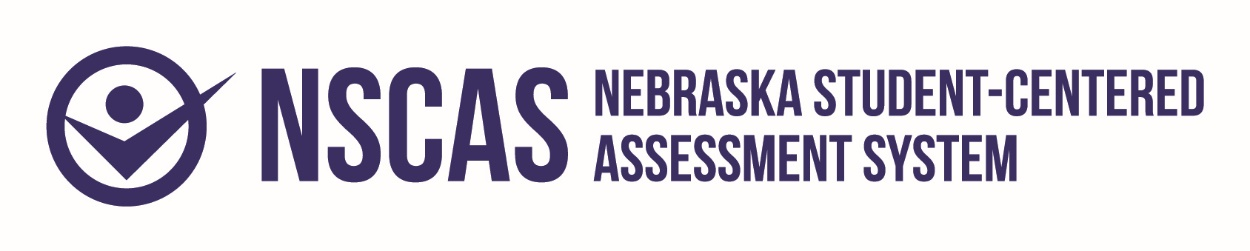 NSCAS
NEBRASKA STUDENT-CENTERED
ASSESSMENT SYSTEM